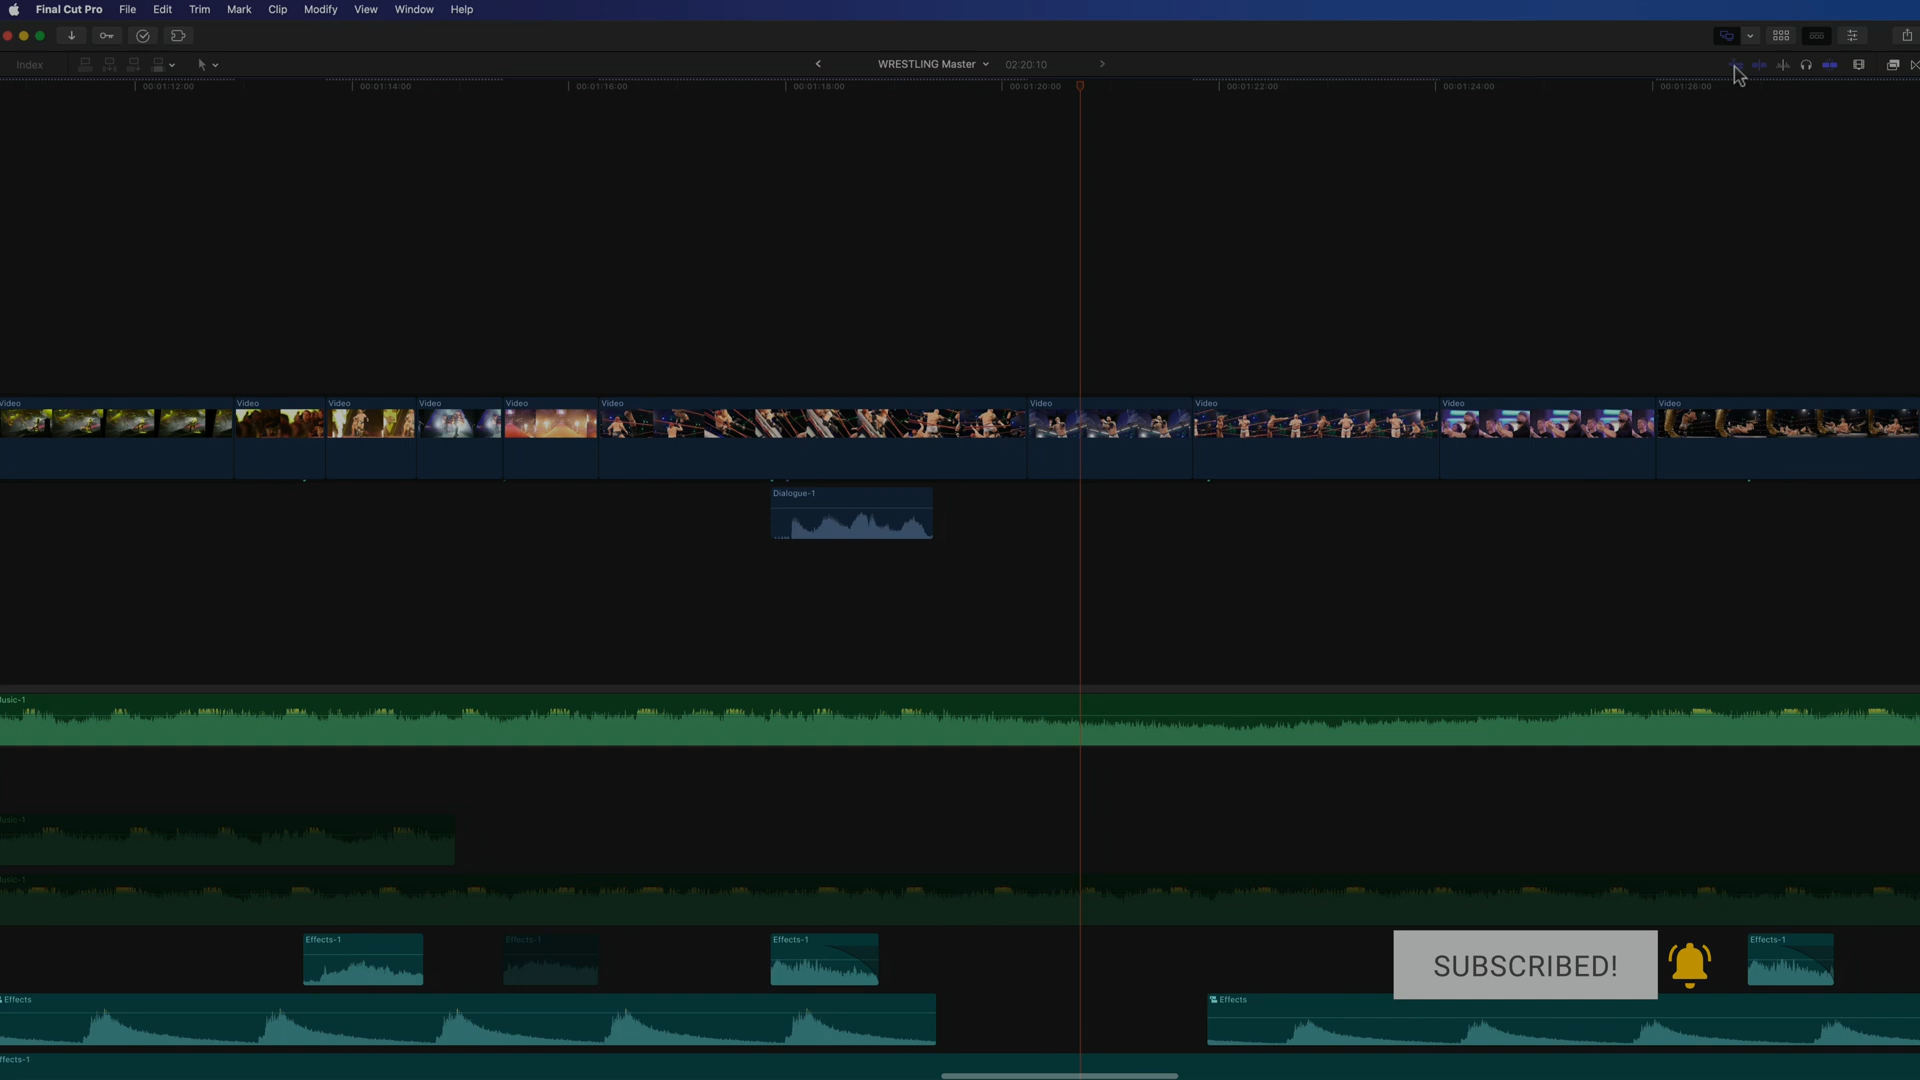 Final Cut Pro File Edit Trim Mark Clip Modify View Window Help
Index WRESTLING Master 02:20:10
00:01:12:00 00:01:14:00 00:01:16:00 00:01:18:00 00:01:20:00 00:01:22:00 00:01:24:00 00:01:26:00
Video Video Video Video Video Video Video Video Video Video
Dialogue-1
usic-1
usic-1
usic-1
Effects-1 Effects-1 Effects-1 Effects-1
SUBSCRIBED!
Effects Effects
ffects-1